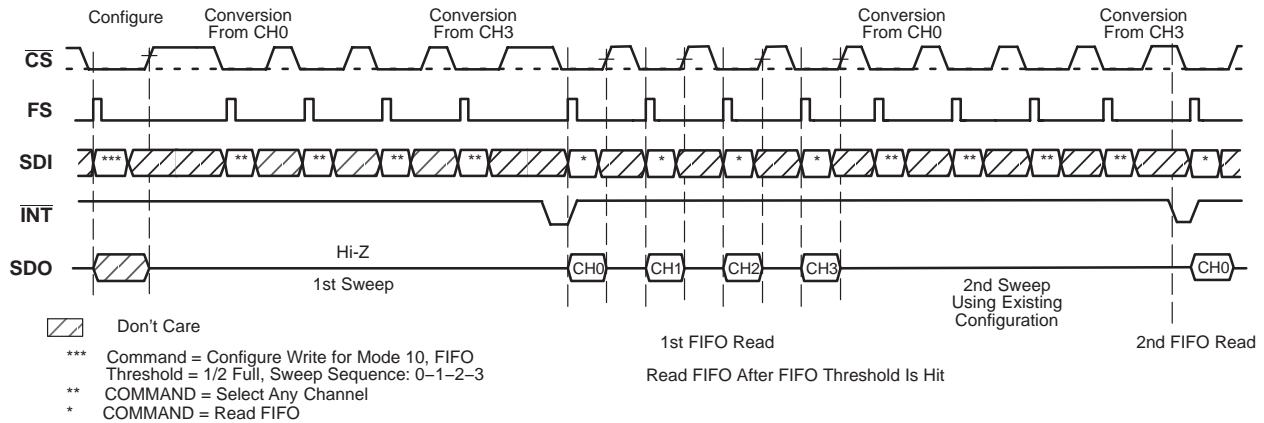 Configure
Conversion
From CH0
Conversion
From CH3
Conversion
From CH0
Conversion
From CH3
CS
FS
SDI
*** ** ** ** ** * * * * ** ** ** ** *
INT
SDO
Hi-Z
1st Sweep
CH0 CH1 CH2 CH3 CH0
2nd Sweep
Using Existing
Configuration
Don't Care
1st FIFO Read
2nd FIFO Read
*** Command = Configure Write for Mode 10, FIFO
Threshold = 1/2 Full, Sweep Sequence: 0–1–2–3
Read FIFO After FIFO Threshold Is Hit
** COMMAND = Select Any Channel
* COMMAND = Read FIFO